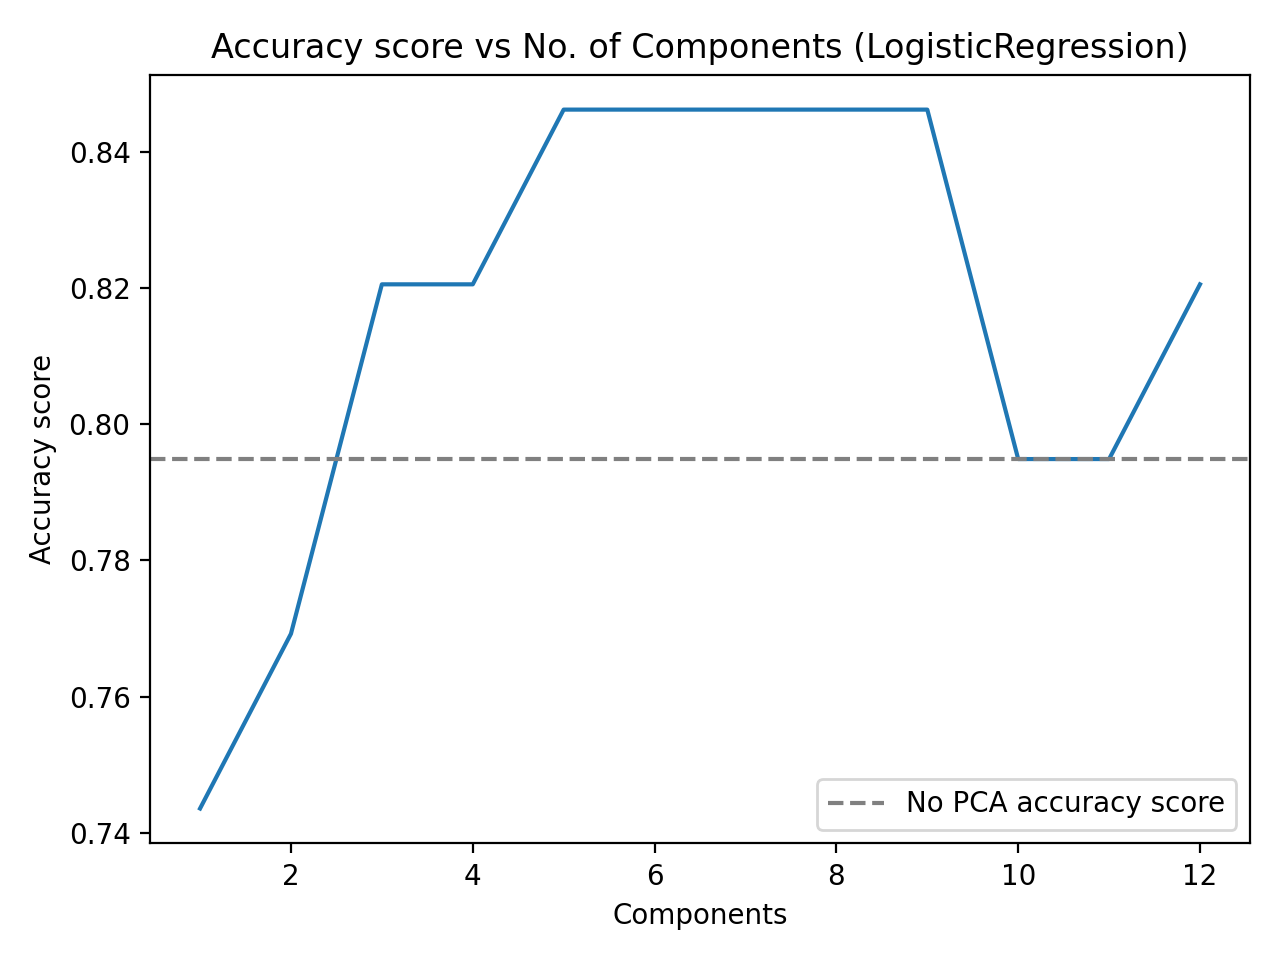 Accuracy score vs No. of Components (LogisticRegression)
Accuracy score
0.84
0.82
0.80
0.78
0.76
0.74
No PCA accuracy score
2 4 6 8 10 12
Components